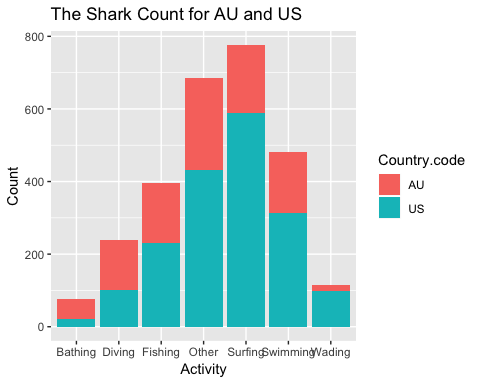 The Shark Count for AU and US
800
600
400
200
0
Count
Bathing Diving Fishing Other Surfing Swimming Wading
Activity
Country.code
AU
US